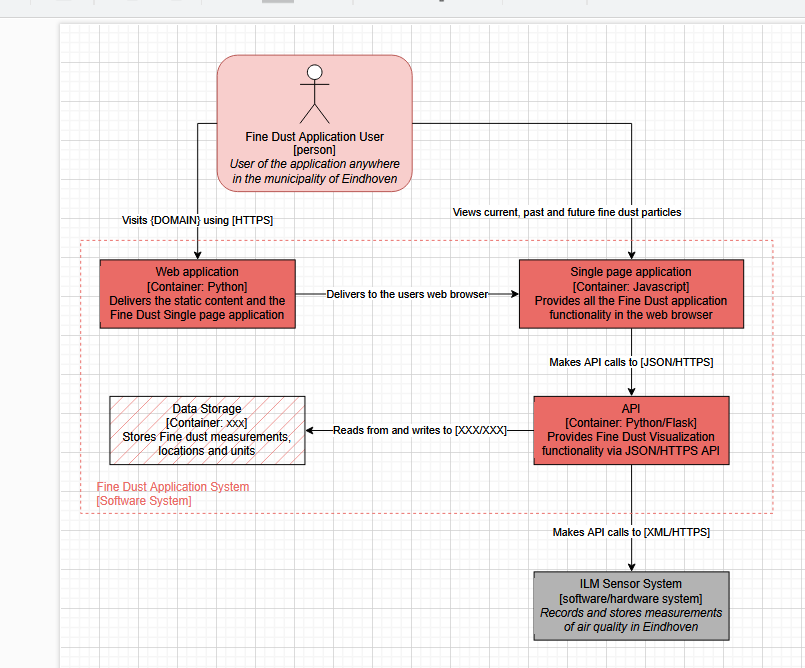 Fine Dust Application User
[person]
User of the application anywhere
in the municipality of Eindhoven
Visits {DOMAIN} using [HTTPS]
Views current, past and future fine dust particles
Web application
[Container: Python]
Delivers the static content and the
Fine Dust Single page application
Delivers to the users web browser
Single page application
[Container: Javascript]
Provides all the Fine Dust application
functionality in the web browser
Makes API calls to [JSON/HTTPS]
Data Storage
[Container: xxx]
Stores Fine dust measurements,
locations and units
Reads from and writes to [XXX/XXX]
API
[Container: Python/Flask]
Provides Fine Dust Visualization
functionality via JSON/HTTPS API
Fine Dust Application System
[Software System]
Makes API calls to [XML/HTTPS]
ILM Sensor System
[software/hardware system]
Records and stores measurements
of air quality in Eindhoven